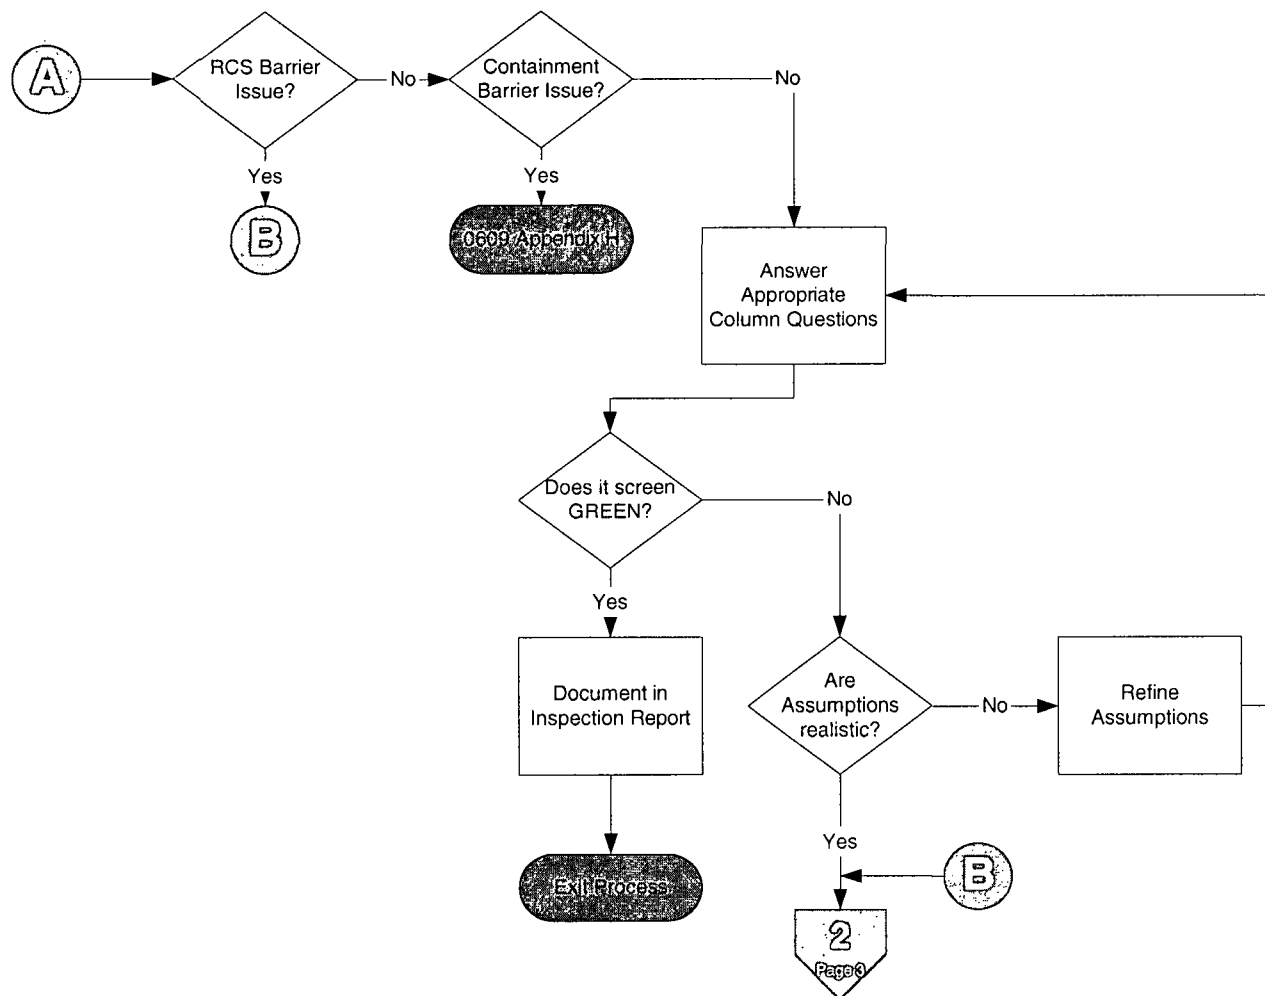 A
RCS Barrier
Issue?
No
Containment
Barrier Issue?
No
Yes
Yes
B
0609 Appendix H
Answer
Appropriate
Column Questions
Does it screen
GREEN?
No
Yes
Document in
Inspection Report
Are
Assumptions
realistic?
No
Refine
Assumptions
Yes
Exit Process
B
2
Page 3